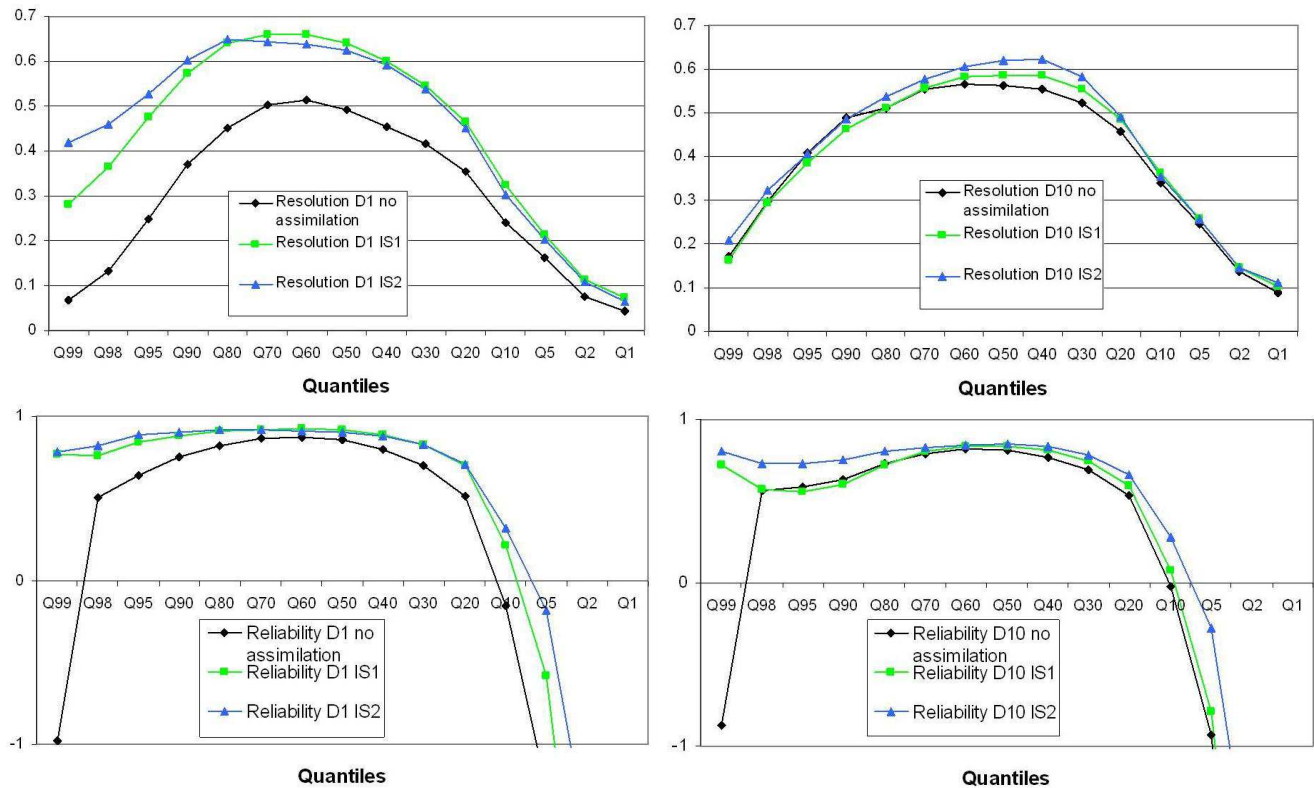 0.7
0.6
0.5
0.4
0.3
0.2
0.1
0
Resolution D1 no
assimilation
Resolution D1 IS1
Resolution D1 IS2
Q99 Q98 Q95 Q90 Q80 Q70 Q60 Q50 Q40 Q30 Q20 Q10 Q5 Q2 Q1
Quantiles
0.7
0.6
0.5
0.4
0.3
0.2
0.1
0
Resolution D10 no
assimilation
Resolution D10 IS1
Resolution D10 IS2
Q99 Q98 Q95 Q90 Q80 Q70 Q60 Q50 Q40 Q30 Q20 Q10 Q5 Q2 Q1
Quantiles
1
0
-1
Q99 Q98 Q95 Q90 Q80 Q70 Q60 Q50 Q40 Q30 Q20 Q10 Q5 Q2 Q1
Reliability D1 no
assimilation
Reliability D1 IS1
Reliability D1 IS2
Quantiles
1
0
-1
Q99 Q98 Q95 Q90 Q80 Q70 Q60 Q50 Q40 Q30 Q20 Q10 Q5 Q2 Q1
Reliability D10 no
assimilation
Reliability D10 IS1
Reliability D10 IS2
Quantiles